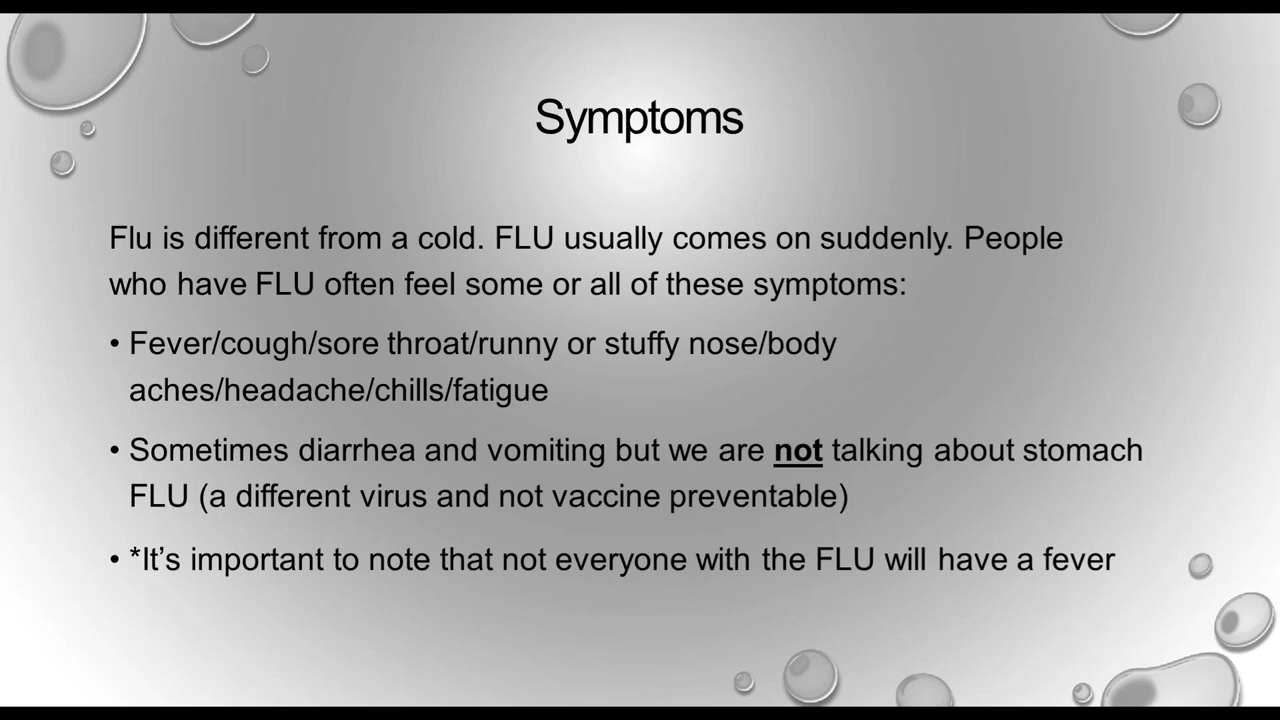 Symptoms
Flu is different from a cold. FLU usually comes on suddenly. People
who have FLU often feel some or all of these symptoms:
• Fever/cough/sore throat/runny or stuffy nose/body
aches/headache/chills/fatigue
• Sometimes diarrhea and vomiting but we are not talking about stomach
FLU (a different virus and not vaccine preventable)
• *It’s important to note that not everyone with the FLU will have a fever